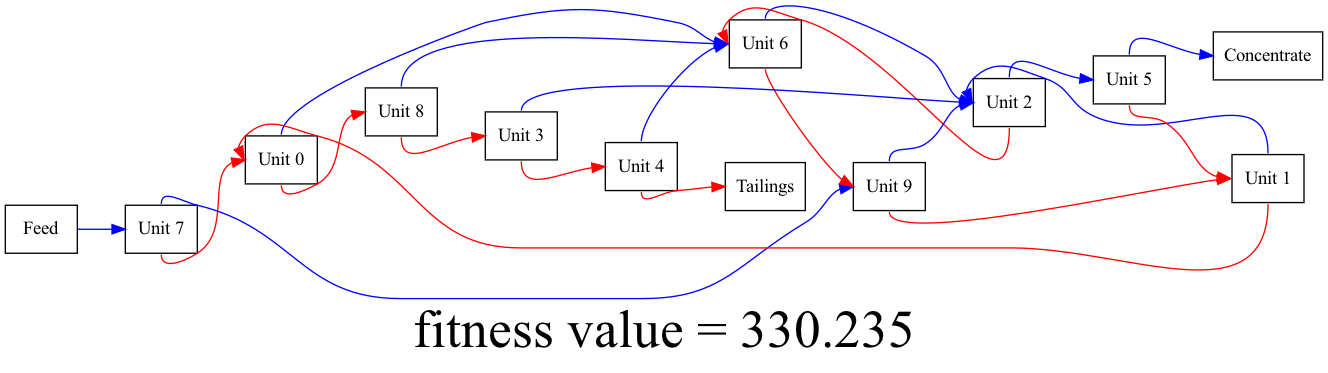 Feed
Unit 7
Unit 0
Unit 8
Unit 3
Unit 4
Tailings
Unit 6
Unit 9
Unit 2
Unit 5
Concentrate
Unit 1
fitness value = 330.235